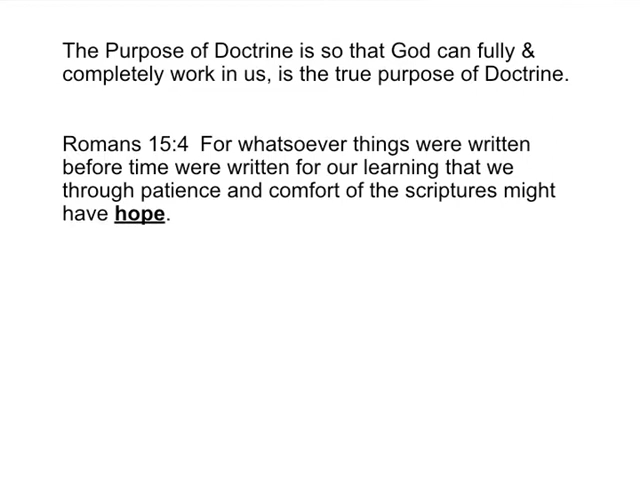 The Purpose of Doctrine is so that God can fully &
completely work in us, is the true purpose of Doctrine.
Romans 15:4  For whatsoever things were written
before time were written for our learning that we
through patience and comfort of the scriptures might
have hope.